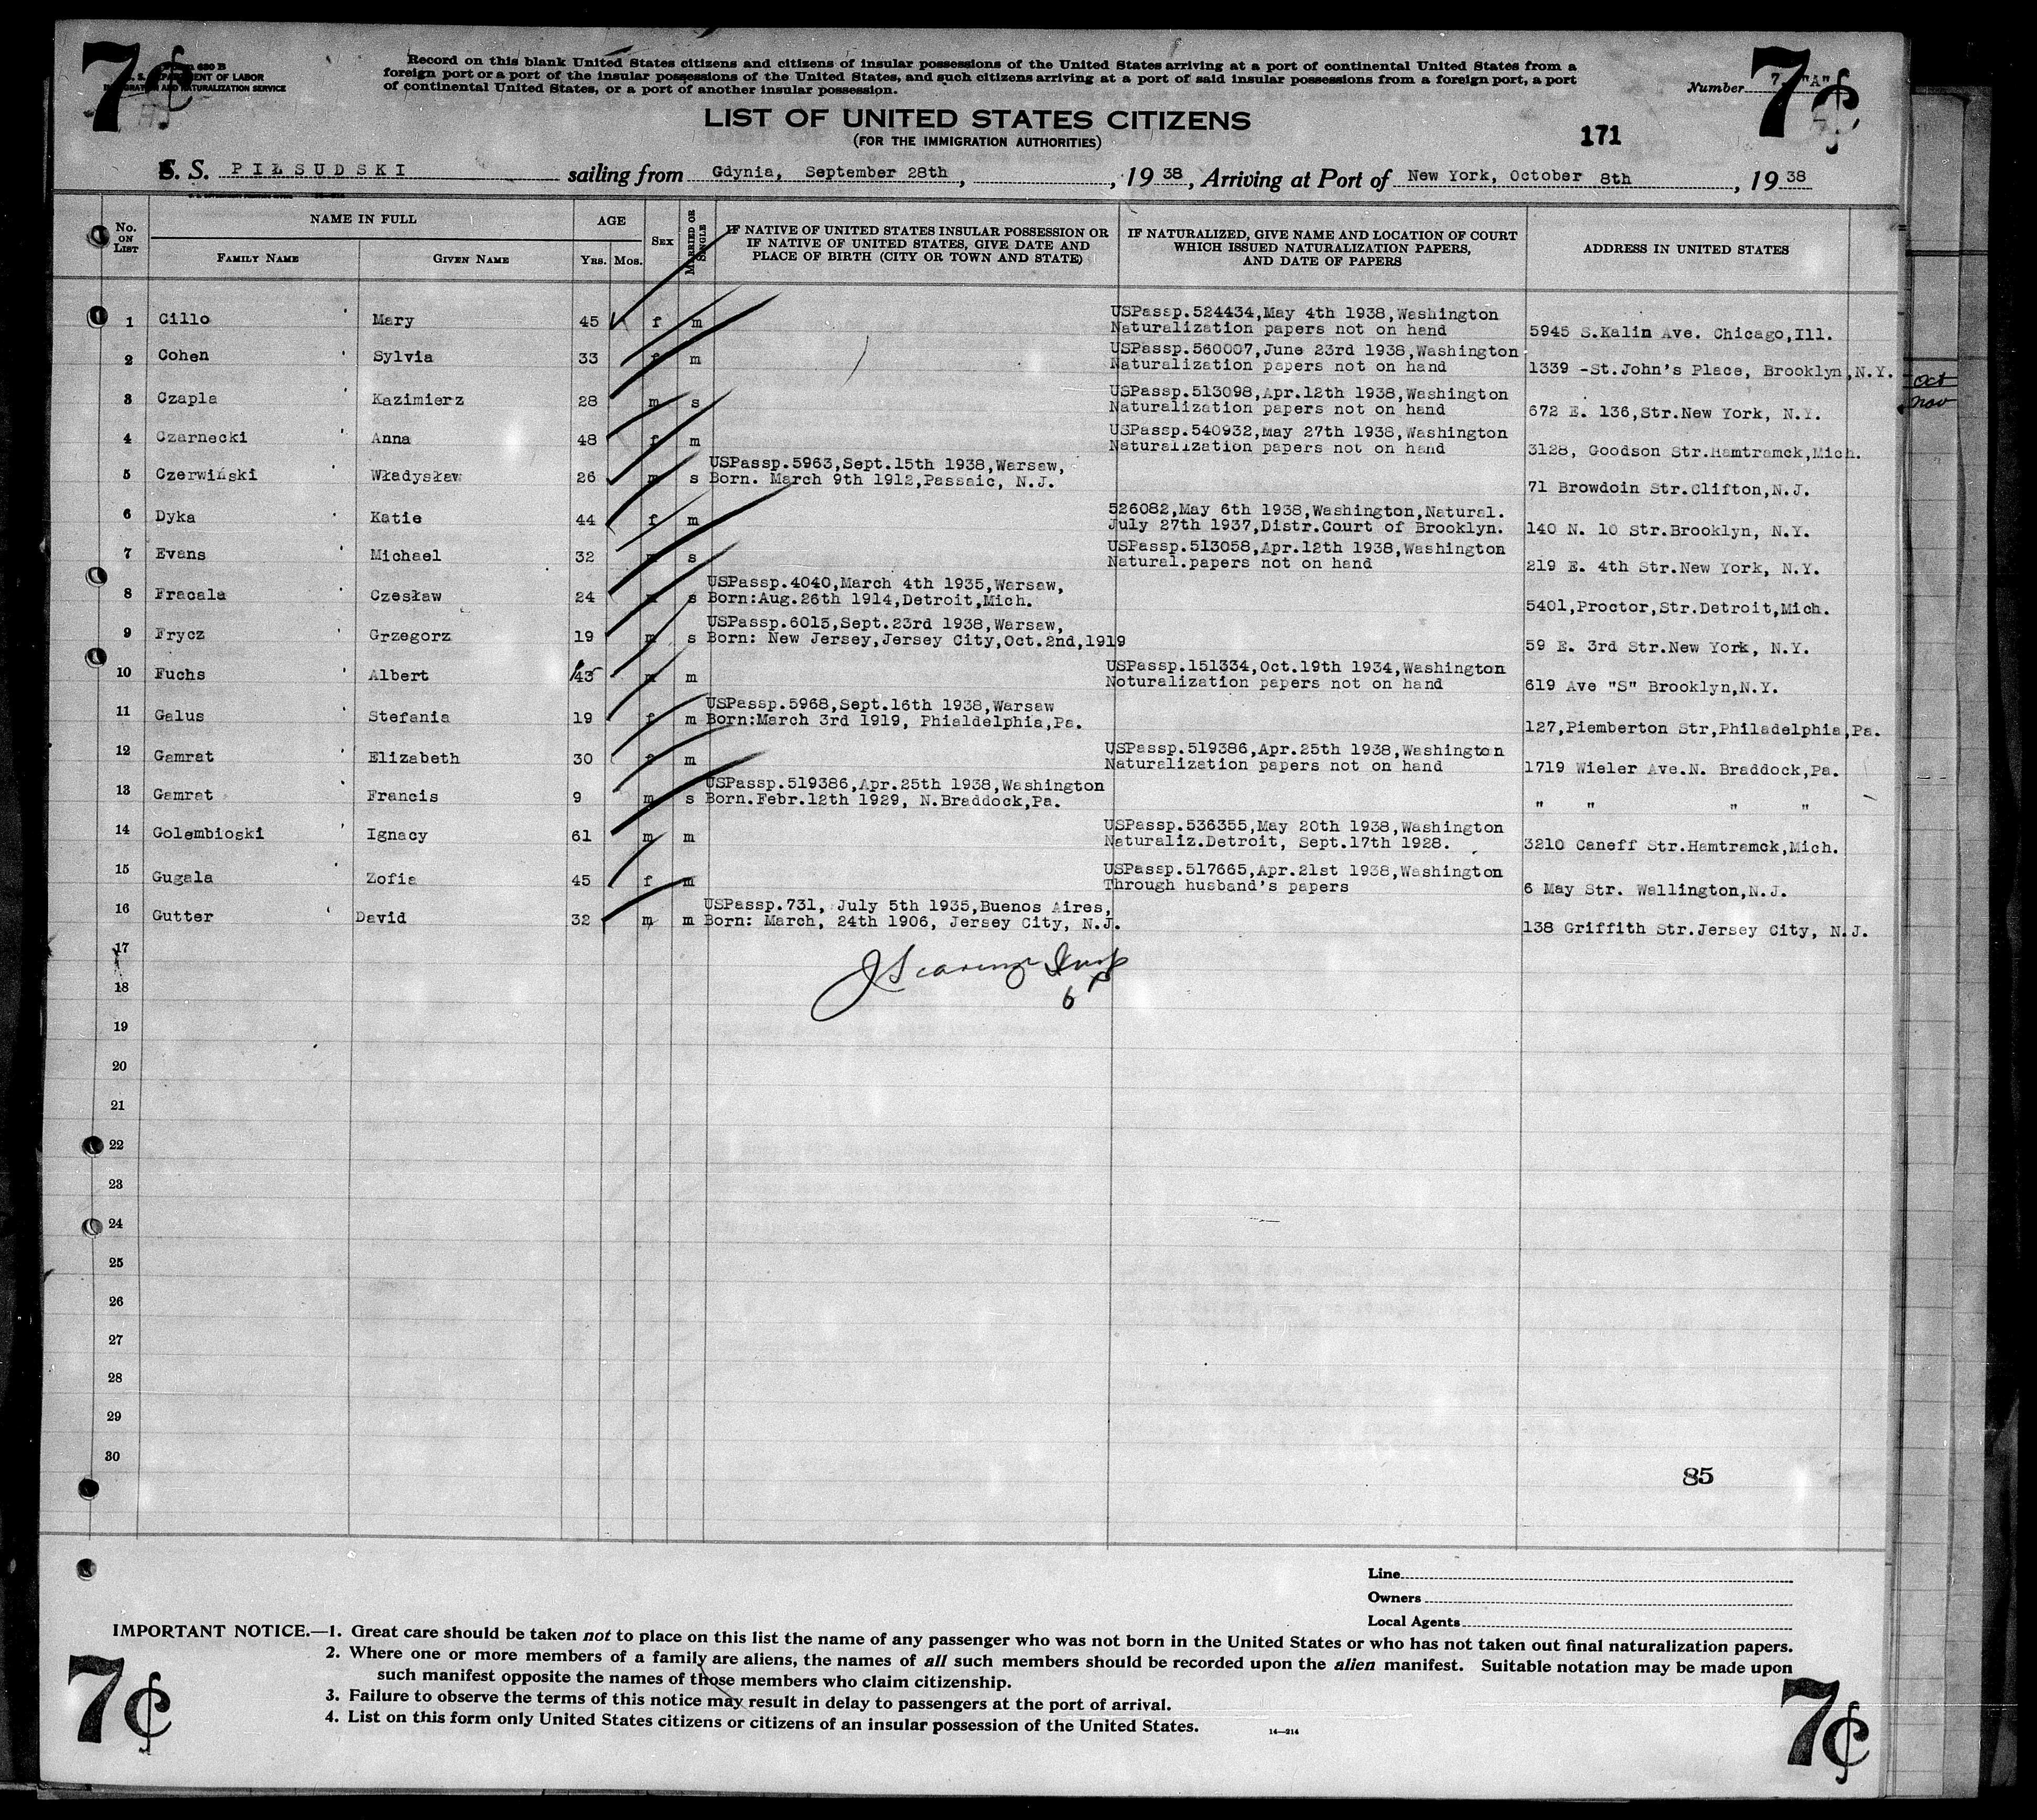 7¢ 7¢
Form 630 B
U. S. DEPARTMENT OF LABOR
IMMIGRATION AND NATURALIZATION SERVICE
Record on this blank United States citizens and citizens of insular possessions of the United States arriving at a port of continental United States from a
foreign port or a port of the insular possessions of the United States, and such citizens arriving at a port of said insular possessions from a foreign port, a port
of continental United States, or a port of another insular possession.
Number 7 "A"
LIST OF UNITED STATES CITIZENS
(FOR THE IMMIGRATION AUTHORITIES)
171
S. S. PIŁSUDSKI sailing from Gdynia, September 28th, , 1938, Arriving at Port of New York, October 8th , 1938
No. ON LIST NAME IN FULL AGE SEX MARRIED OR SINGLE IF NATIVE OF UNITED STATES INSULAR POSSESSION OR IF NATIVE OF UNITED STATES, GIVE DATE AND PLACE OF BIRTH (CITY OR TOWN AND STATE) IF NATURALIZED, GIVE NAME AND LOCATION OF COURT WHICH ISSUED NATURALIZATION PAPERS, AND DATE OF PAPERS ADDRESS IN UNITED STATES
FAMILY NAME GIVEN NAME YRS. MOS.
1 Cillo Mary 45 f m USPassp.524434,May 4th 1938,Washington
Naturalization papers not on hand 5945 S.Kalin Ave. Chicago,Ill.
2 Cohen Sylvia 33 f m USPassp.560007,June 23rd 1938,Washington
Naturalization papers not on hand 1339 -St.John's Place, Brooklyn,N.Y.
3 Czapla Kazimierz 28 m s USPassp.513098,Apr.12th 1938,Washington
Naturalization papers not on hand 672 E. 136,Str.New York, N.Y.
4 Czarnecki Anna 48 f m USPassp.540932,May 27th 1938,Washington
Naturalization papers not on hand 3128, Goodson Str.Hamtramck,Mich.
5 Czerwiński Władysław 26 m s USPassp.5963,Sept.15th 1938,Warsaw,
Born. March 9th 1912,Passaic, N.J. 71 Browdoin Str.Clifton,N.J.
6 Dyka Katie 44 f m 526082,May 6th 1938,Washington,Natural.
July 27th 1937,Distr.Court of Brooklyn. 140 N. 10 Str.Brooklyn, N.Y.
7 Evans Michael 32 m s USPassp.513058,Apr.12th 1938,Washington
Natural.papers not on hand 219 E. 4th Str.New York, N.Y.
8 Fracala Czesław 24 m s USPassp.4040,March 4th 1935,Warsaw,
Born:Aug.26th 1914,Detroit,Mich. 5401,Proctor,Str.Detroit,Mich.
9 Frycz Grzegorz 19 m s USPassp.6015,Sept.23rd 1938,Warsaw,
Born: New Jersey,Jersey City,Oct.2nd,1919 59 E. 3rd Str.New York, N.Y.
10 Fuchs Albert 43 m m USPassp.151334,Oct.19th 1934,Washington
Noturalization papers not on hand 619 Ave "S" Brooklyn,N.Y.
11 Galus Stefania 19 f m USPassp.5968,Sept.16th 1938,Warsaw
Born:March 3rd 1919, Phialdelphia,Pa. 127,Piemberton Str,Philadelphia,Pa.
12 Gamrat Elizabeth 30 f m USPassp.519386,Apr.25th 1938,Washington
Naturalization papers not on hand 1719 Wieler Ave.N. Braddock,Pa.
13 Gamrat Francis 9 m s USPassp.519386,Apr.25th 1938,Washington
Born.Febr.12th 1929, N.Braddock,Pa. " " " "
14 Golembioski Ignacy 61 m m USPassp.536355,May 20th 1938,Washington
Naturaliz.Detroit, Sept.17th 1928. 3210 Caneff Str.Hamtramck,Mich.
15 Gugala Zofia 45 f m USPassp.517665,Apr.21st 1938,Washington
Through husband's papers 6 May Str. Wallington,N.J.
16 Gutter David 32 m m USPassp.731, July 5th 1935,Buenos Aires,
Born: March, 24th 1906, Jersey City, N.J. 138 Griffith Str.Jersey City, N.J.
Oct
Nov
17
18
19
20
21
22
23
24
25
26
27
28
29
30
85
Line
Owners
Local Agents
IMPORTANT NOTICE.—1. Great care should be taken not to place on this list the name of any passenger who was not born in the United States or who has not taken out final naturalization papers.
2. Where one or more members of a family are aliens, the names of all such members should be recorded upon the alien manifest. Suitable notation may be made upon
such manifest opposite the names of those members who claim citizenship.
3. Failure to observe the terms of this notice may result in delay to passengers at the port of arrival.
4. List on this form only United States citizens or citizens of an insular possession of the United States.
14—214
7¢ 7¢